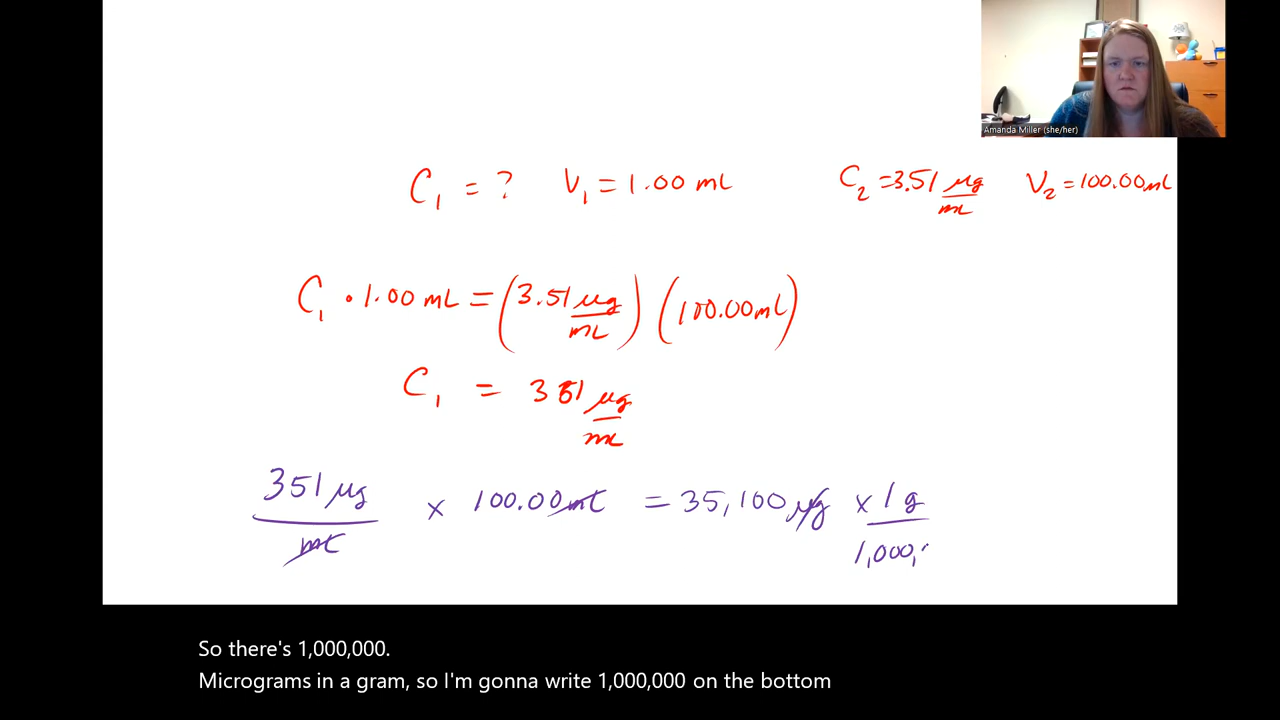 Amanda Miller (she/her)
C₁ = ? V₁ = 1.00 mL C₂ = 3.51 µg/mL V₂ = 100.00 mL
C₁ • 1.00 mL = (3.51 µg/mL) (100.00 mL)
C₁ = 351 µg/mL
351 µg/mL × 100.00 mL = 35,100 µg × 1 g/1,000,
So there's 1,000,000.
Micrograms in a gram, so I'm gonna write 1,000,000 on the bottom